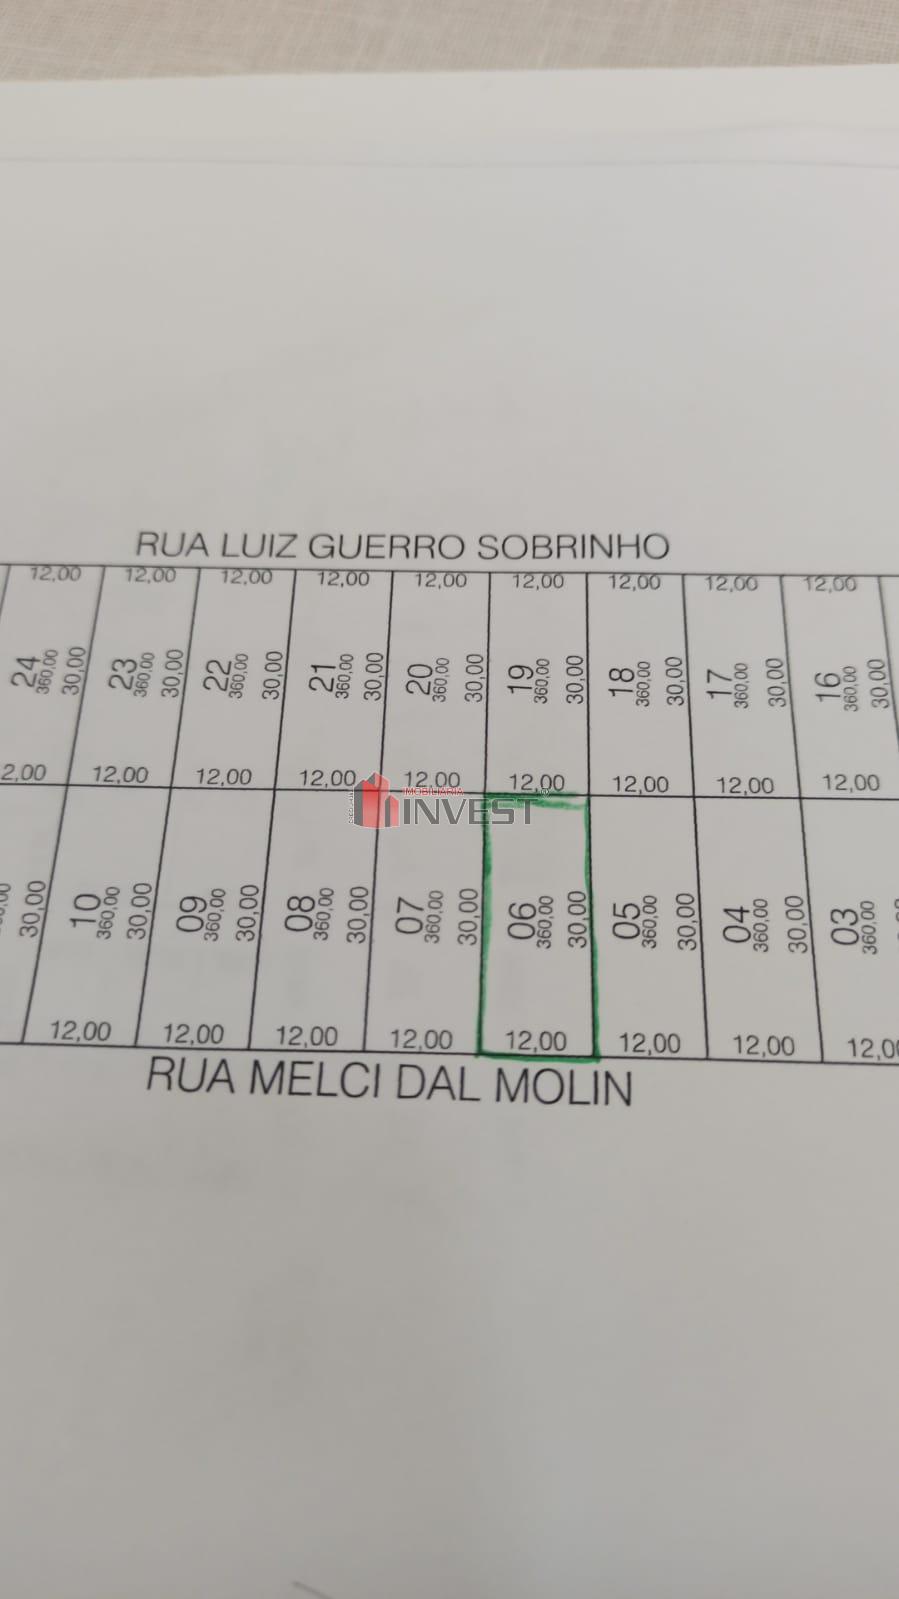 RUA LUIZ GUERRO SOBRINHO
12,00 12,00 12,00 12,00 12,00 12,00 12,00 12,00 12,00
24 360,00 30,00
23 360,00 30,00
22 360,00 30,00
21 360,00 30,00
20 360,00 30,00
19 360,00 30,00
18 360,00 30,00
17 360,00 30,00
16 360,00 30,00
2,00 12,00 12,00 12,00 12,00 12,00 12,00 12,00 12,00
IMOBILIÁRIA
INVEST
30,00
10 360,00 30,00
09 360,00 30,00
08 360,00 30,00
07 360,00 30,00
06 360,00 30,00
05 360,00 30,00
04 360,00 30,00
03 360,00
12,00 12,00 12,00 12,00 12,00 12,00 12,00 12,0
RUA MELCI DAL MOLIN